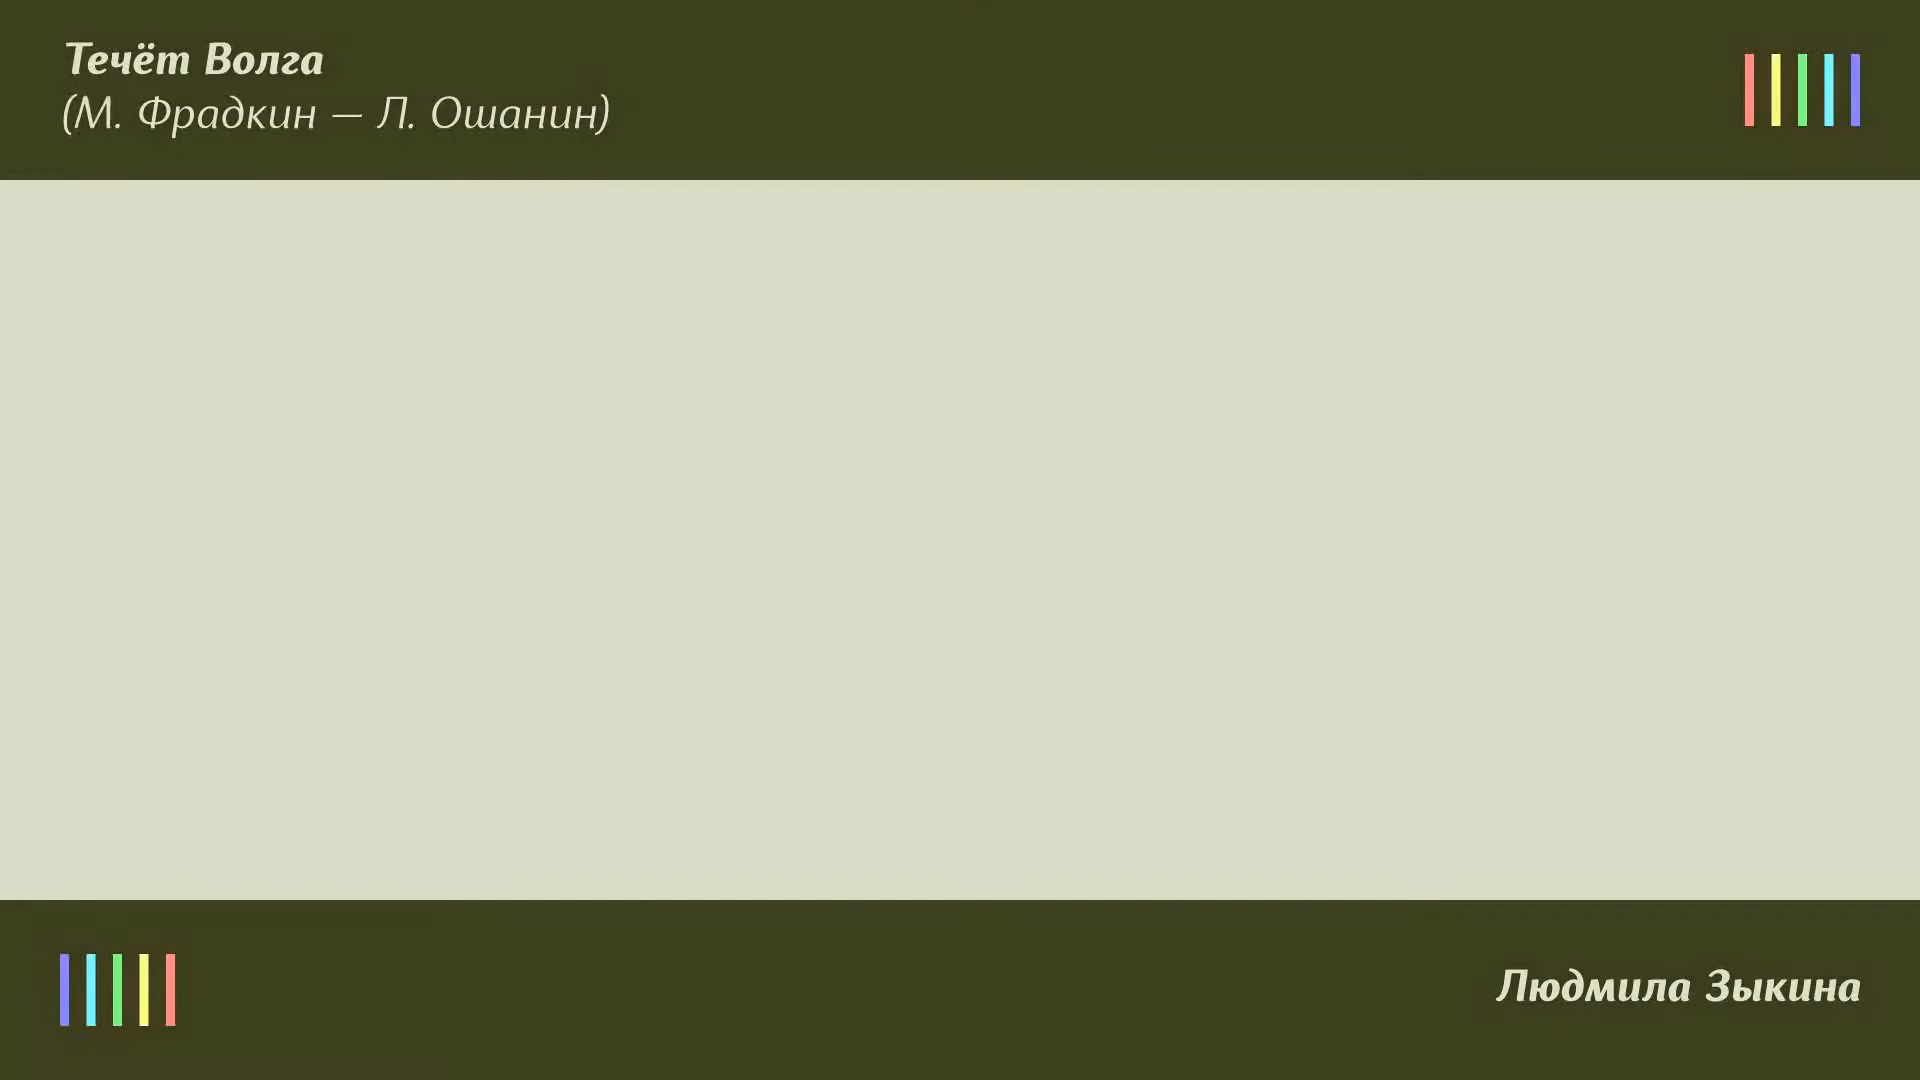 Течёт Волга
(М. Фрадкин — Л. Ошанин)
Людмила Зыкина